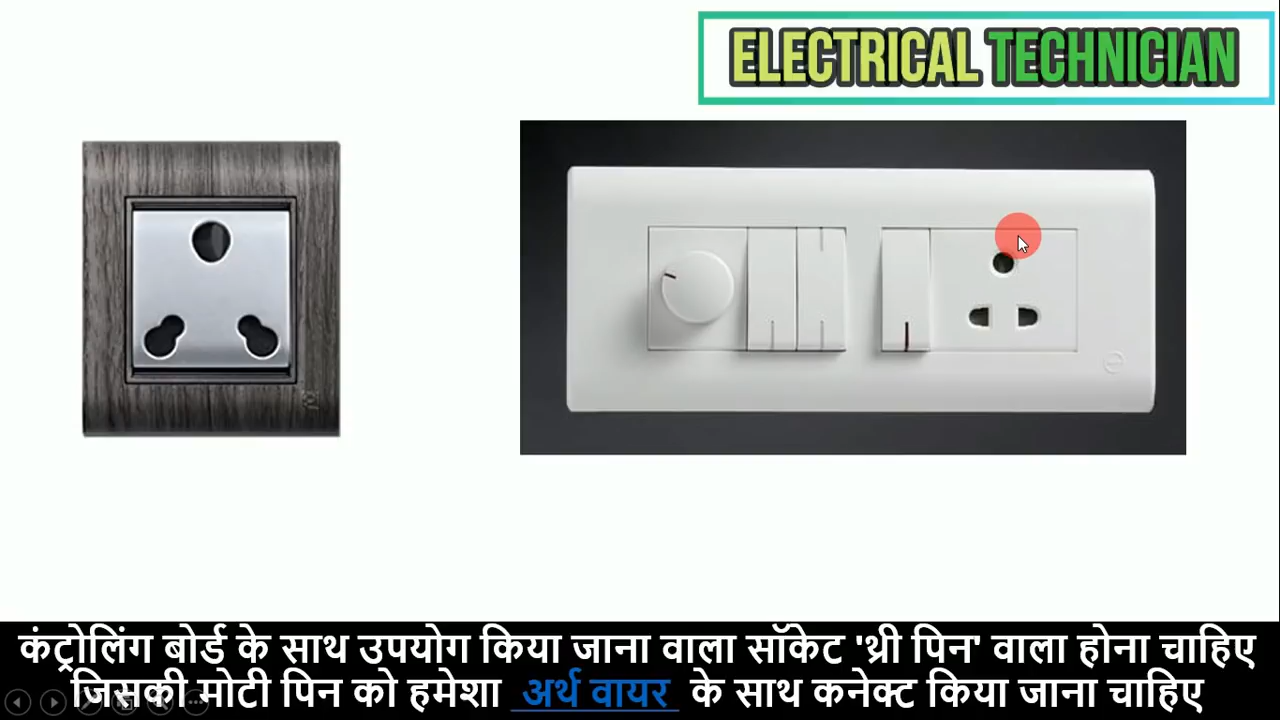 ELECTRICAL TECHNICIAN
कंट्रोलिंग बोर्ड के साथ उपयोग किया जाना वाला सॉकेट 'थ्री पिन' वाला होना चाहिए
जिसकी मोटी पिन को हमेशा अर्थ वायर के साथ कनेक्ट किया जाना चाहिए